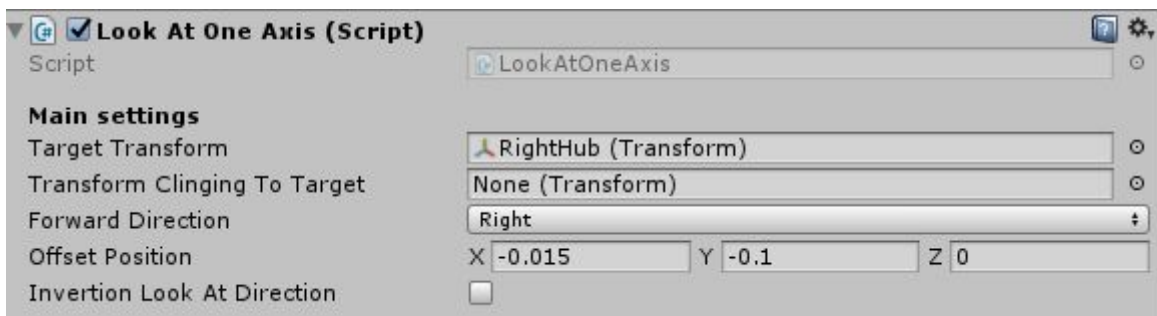 Look At One Axis (Script)
Script LookAtOneAxis
Main settings
Target Transform RightHub (Transform)
Transform Clinging To Target None (Transform)
Forward Direction Right
Offset Position X -0.015 Y -0.1 Z 0
Invertion Look At Direction